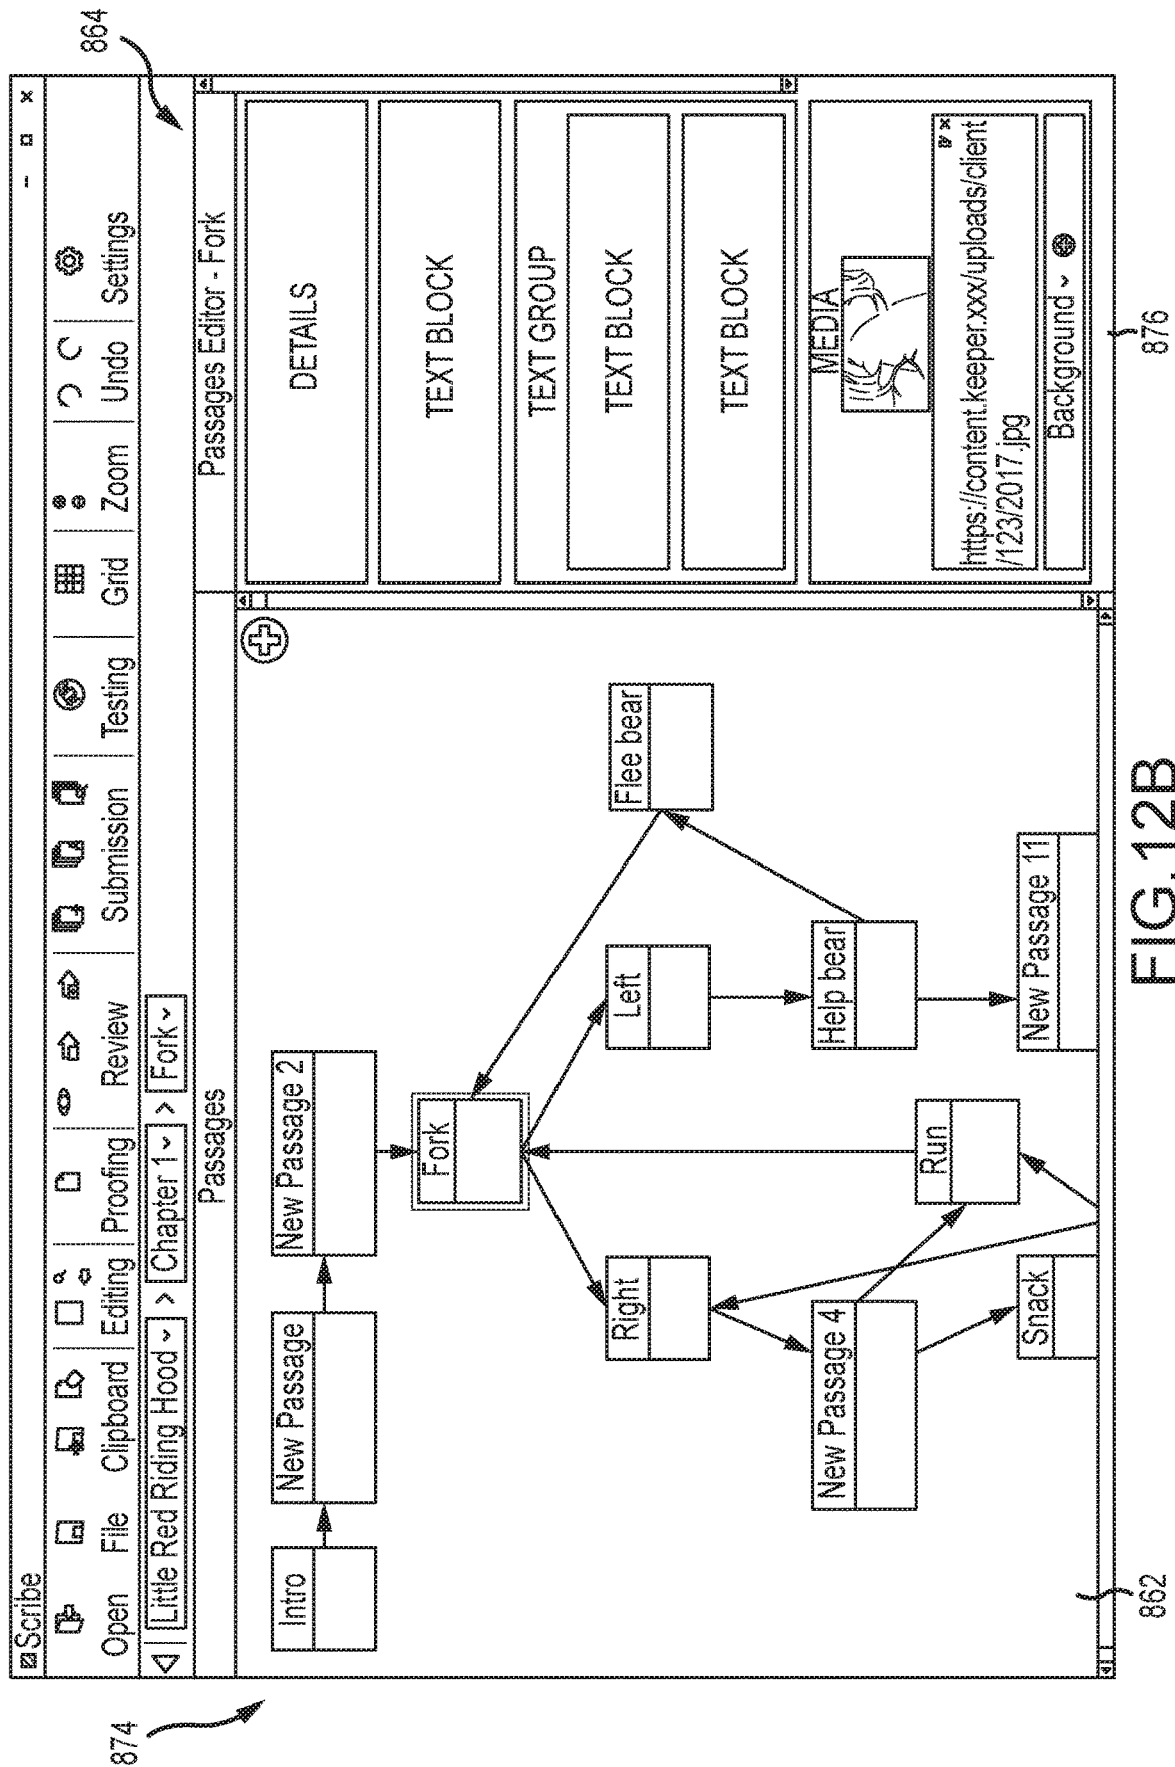 874
864
Scribe
Open File Clipboard Editing Proofing Review Submission Testing Grid Zoom Undo Settings
Little Red Riding Hood > Chapter 1 > Fork
Passages
Passages Editor - Fork
Intro
New Passage
New Passage 2
Fork
Right
Left
Flee bear
New Passage 4
Help bear
Run
Snack
New Passage 11
DETAILS
TEXT BLOCK
TEXT GROUP
TEXT BLOCK
TEXT BLOCK
MEDIA
https://content.keeper.xxx/uploads/client
/123/2017.jpg
Background
862
876
FIG. 12B